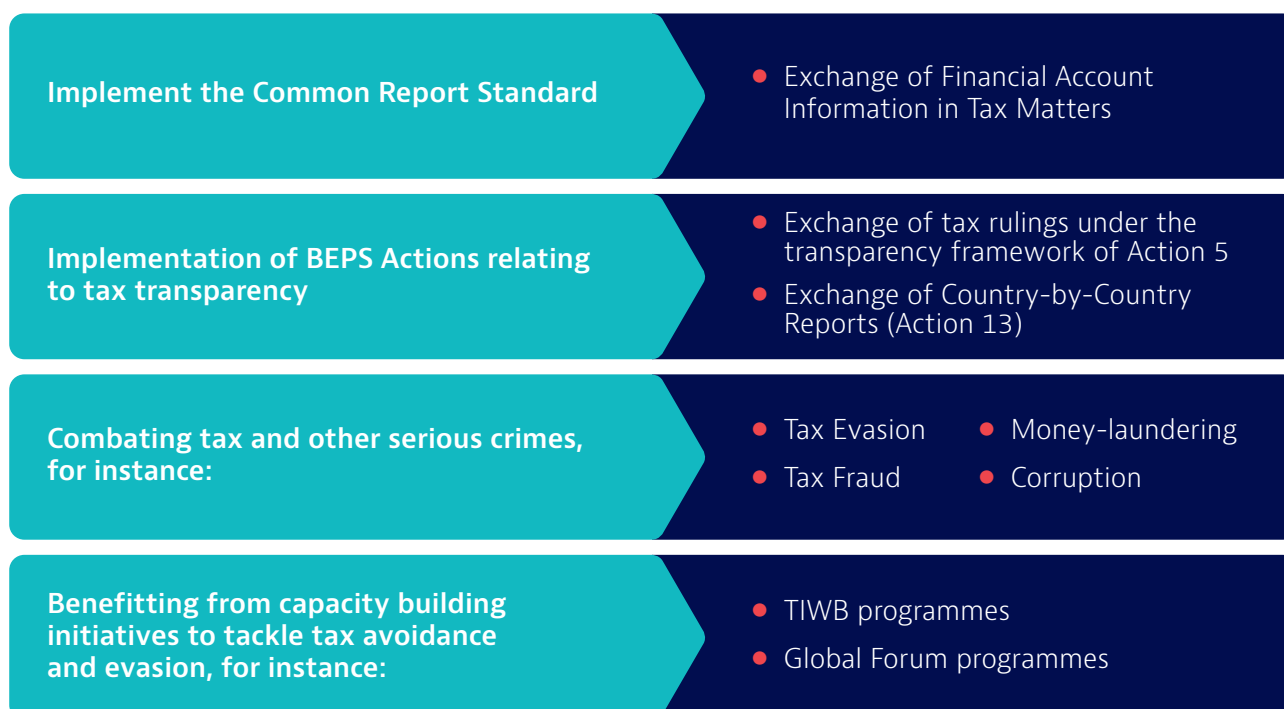 Implement the Common Report Standard
• Exchange of Financial Account
Information in Tax Matters
Implementation of BEPS Actions relating
to tax transparency
• Exchange of tax rulings under the
transparency framework of Action 5
• Exchange of Country-by-Country
Reports (Action 13)
Combating tax and other serious crimes,
for instance:
• Tax Evasion
• Tax Fraud
• Money-laundering
• Corruption
Benefitting from capacity building
initiatives to tackle tax avoidance
and evasion, for instance:
• TIWB programmes
• Global Forum programmes